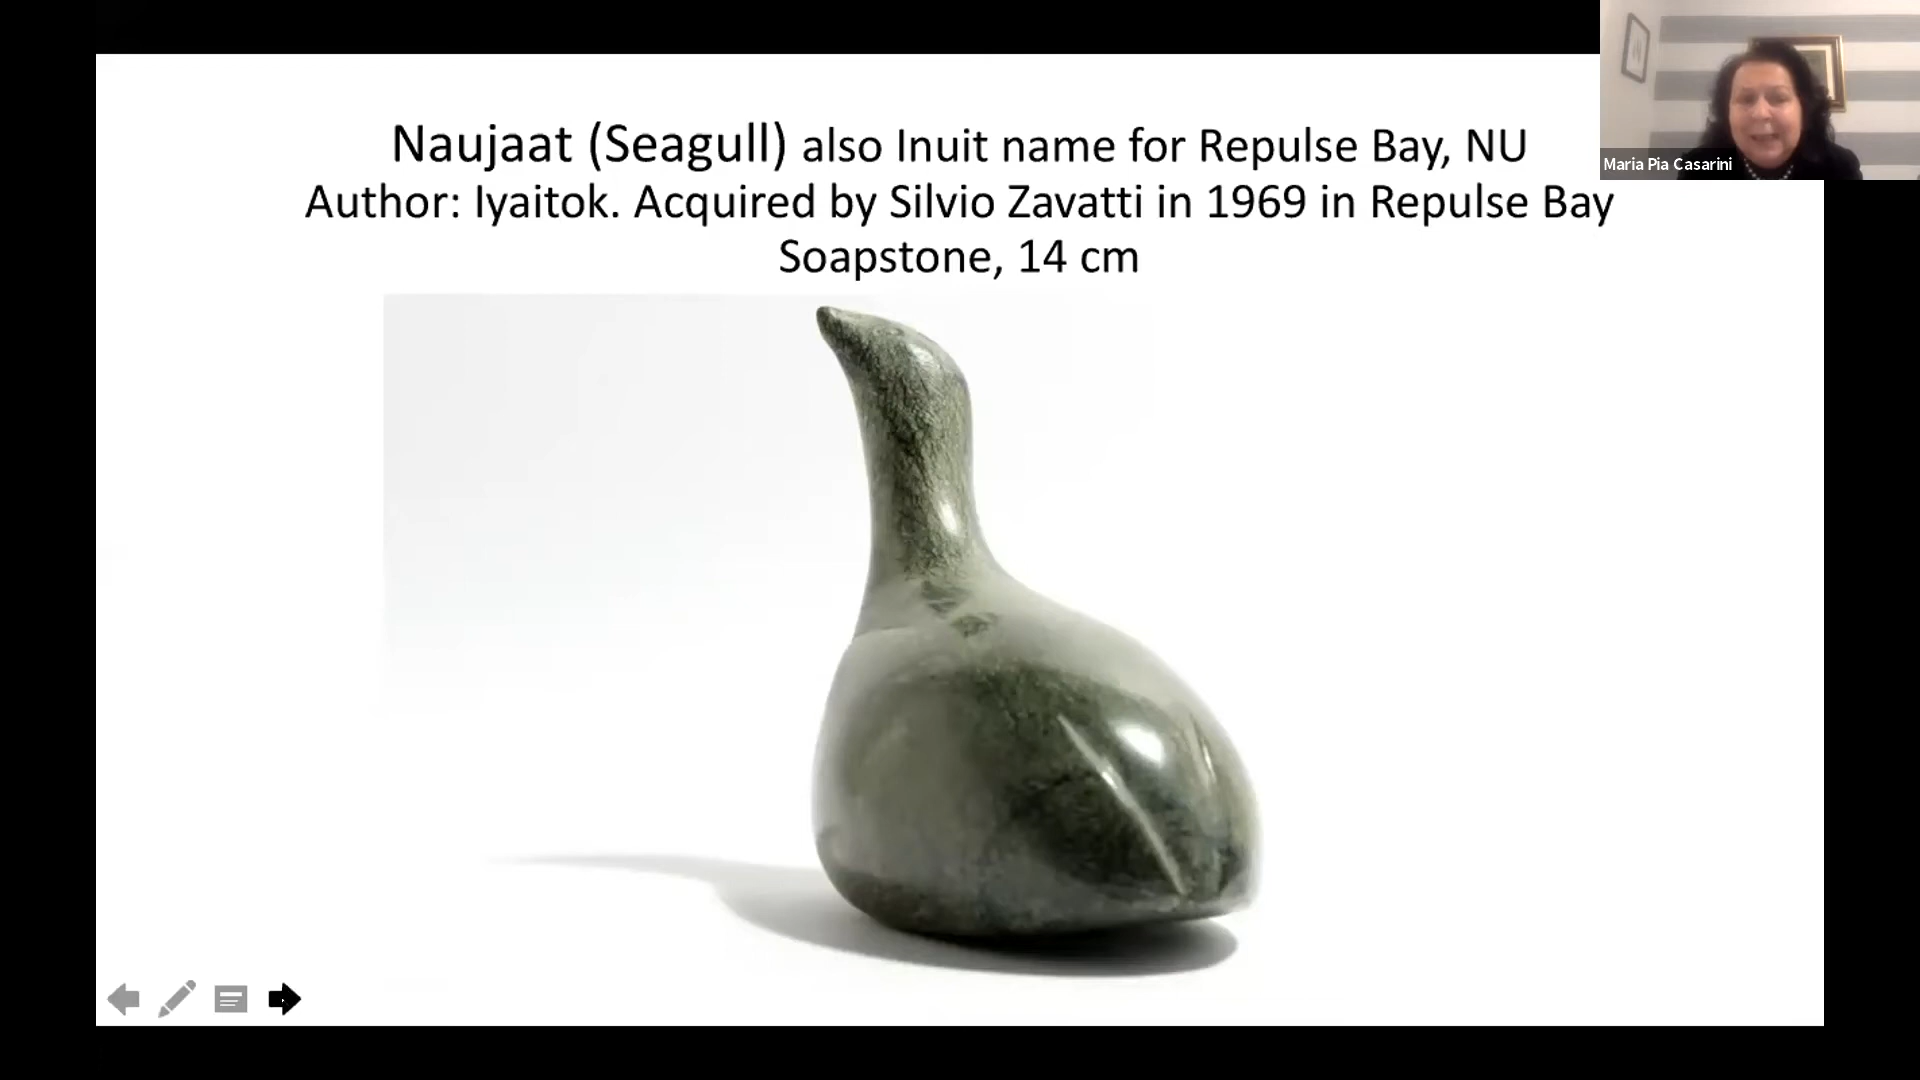 Naujaat (Seagull) also Inuit name for Repulse Bay, NU
Author: Iyaitok. Acquired by Silvio Zavatti in 1969 in Repulse Bay
Soapstone, 14 cm
Maria Pia Casarini